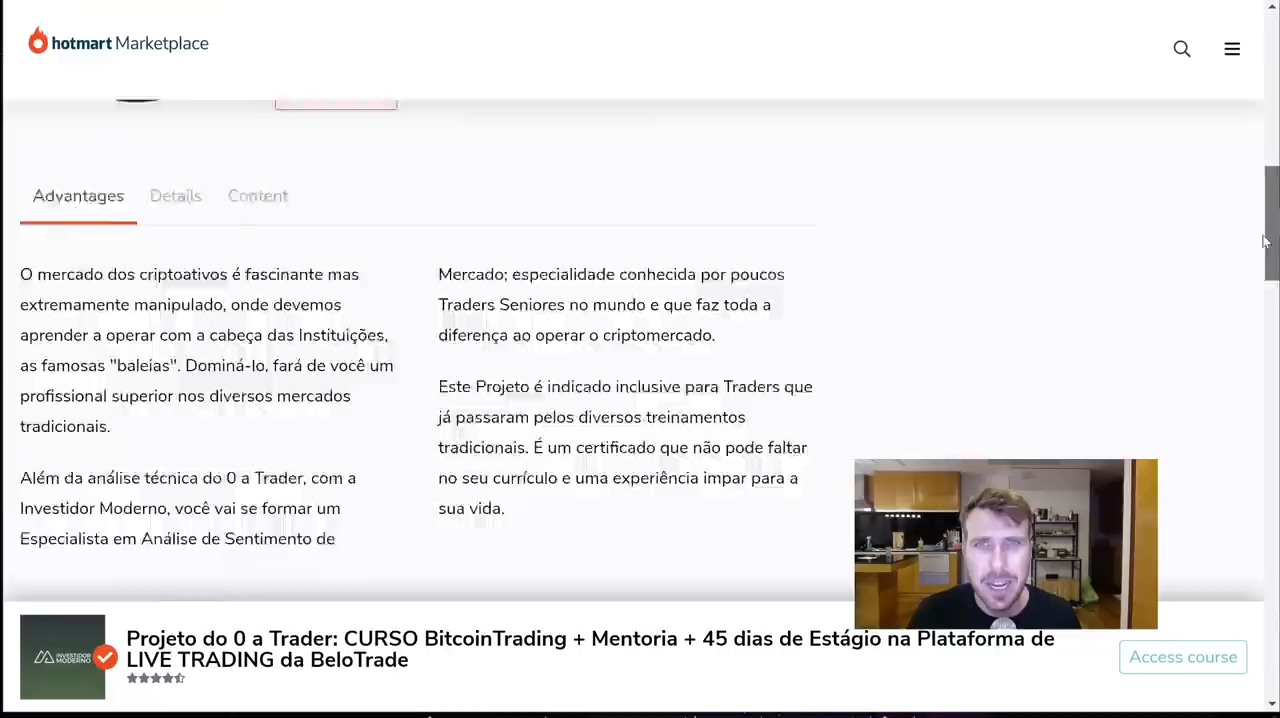 hotmart Marketplace
Advantages Details Content
O mercado dos criptoativos é fascinante mas
extremamente manipulado, onde devemos
aprender a operar com a cabeça das Instituições,
as famosas "baleias". Dominá-lo, fará de você um
profissional superior nos diversos mercados
tradicionais.
Além da análise técnica do 0 a Trader, com a
Investidor Moderno, você vai se formar um
Especialista em Análise de Sentimento de
Mercado; especialidade conhecida por poucos
Traders Seniores no mundo e que faz toda a
diferença ao operar o criptomercado.
Este Projeto é indicado inclusive para Traders que
já passaram pelos diversos treinamentos
tradicionais. É um certificado que não pode faltar
no seu currículo e uma experiência impar para a
sua vida.
INVESTIDOR
MODERNO
Projeto do 0 a Trader: CURSO BitcoinTrading + Mentoria + 45 dias de Estágio na Plataforma de
LIVE TRADING da BeloTrade
Access course